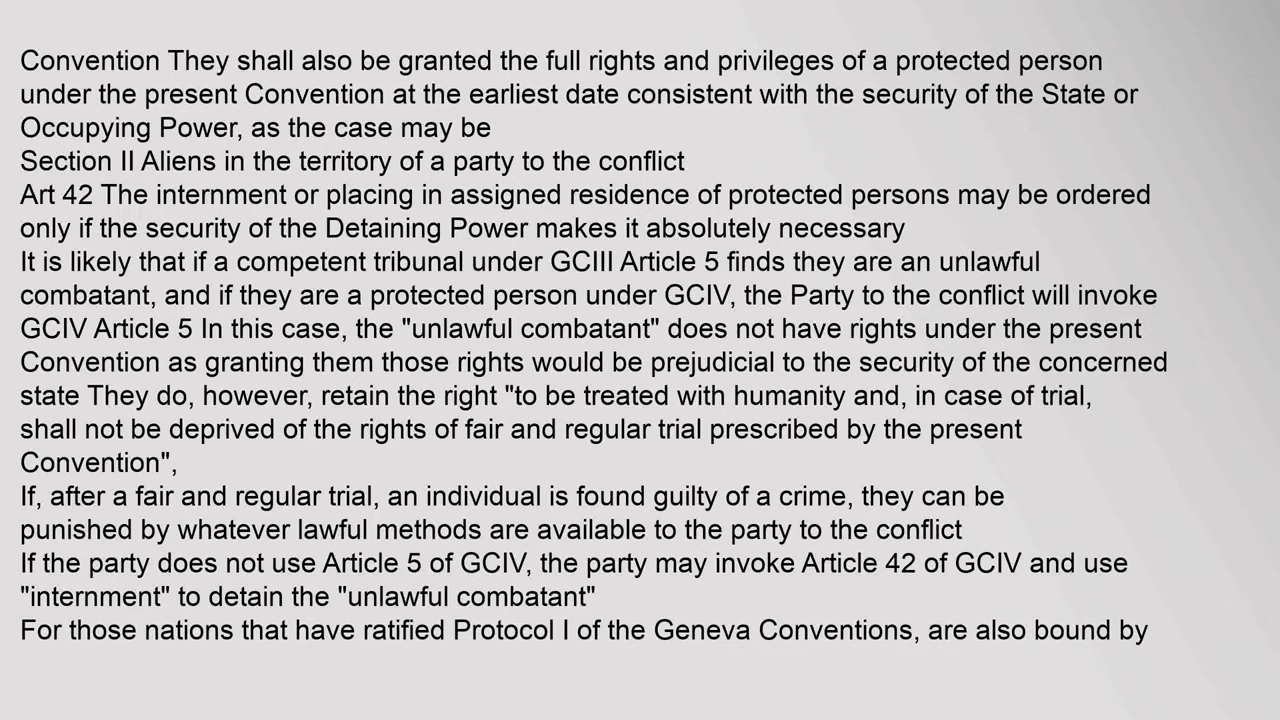 Convention They shall also be granted the full rights and privileges of a protected person
under the present Convention at the earliest date consistent with the security of the State or
Occupying Power, as the case may be
Section II Aliens in the territory of a party to the conflict
Art 42 The internment or placing in assigned residence of protected persons may be ordered
only if the security of the Detaining Power makes it absolutely necessary
It is likely that if a competent tribunal under GCIII Article 5 finds they are an unlawful
combatant, and if they are a protected person under GCIV, the Party to the conflict will invoke
GCIV Article 5 In this case, the "unlawful combatant" does not have rights under the present
Convention as granting them those rights would be prejudicial to the security of the concerned
state They do, however, retain the right "to be treated with humanity and, in case of trial,
shall not be deprived of the rights of fair and regular trial prescribed by the present
Convention",
If, after a fair and regular trial, an individual is found guilty of a crime, they can be
punished by whatever lawful methods are available to the party to the conflict
If the party does not use Article 5 of GCIV, the party may invoke Article 42 of GCIV and use
"internment" to detain the "unlawful combatant"
For those nations that have ratified Protocol I of the Geneva Conventions, are also bound by